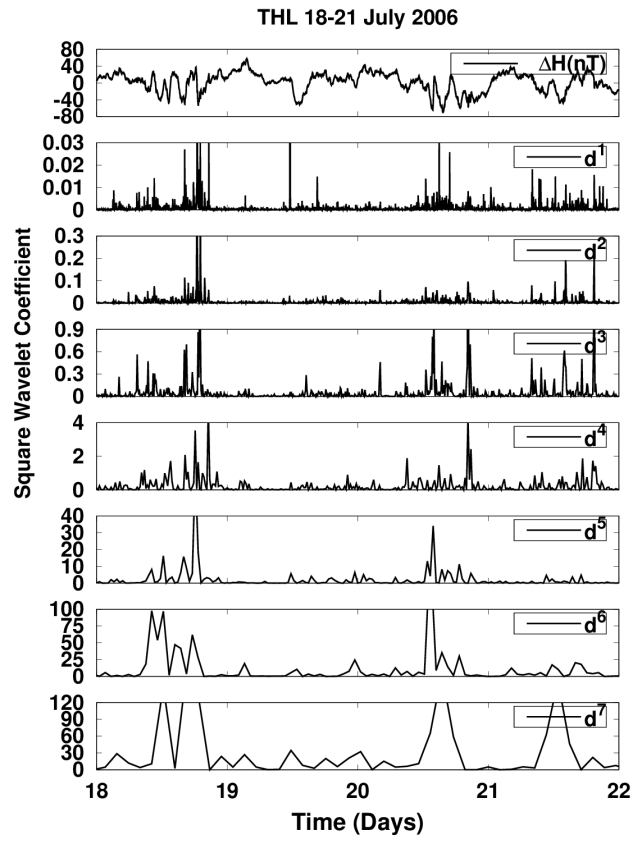 THL 18-21 July 2006
80
40
0
-40
-80
ΔH(nT)
0.03
0.02
0.01
0
d¹
0.3
0.2
0.1
0
d²
0.9
0.6
0.3
0
d³
4
2
0
d⁴
40
30
20
10
0
d⁵
100
75
50
25
0
d⁶
120
90
60
30
0
d⁷
18 19 20 21 22
Time (Days)
Square Wavelet Coefficient